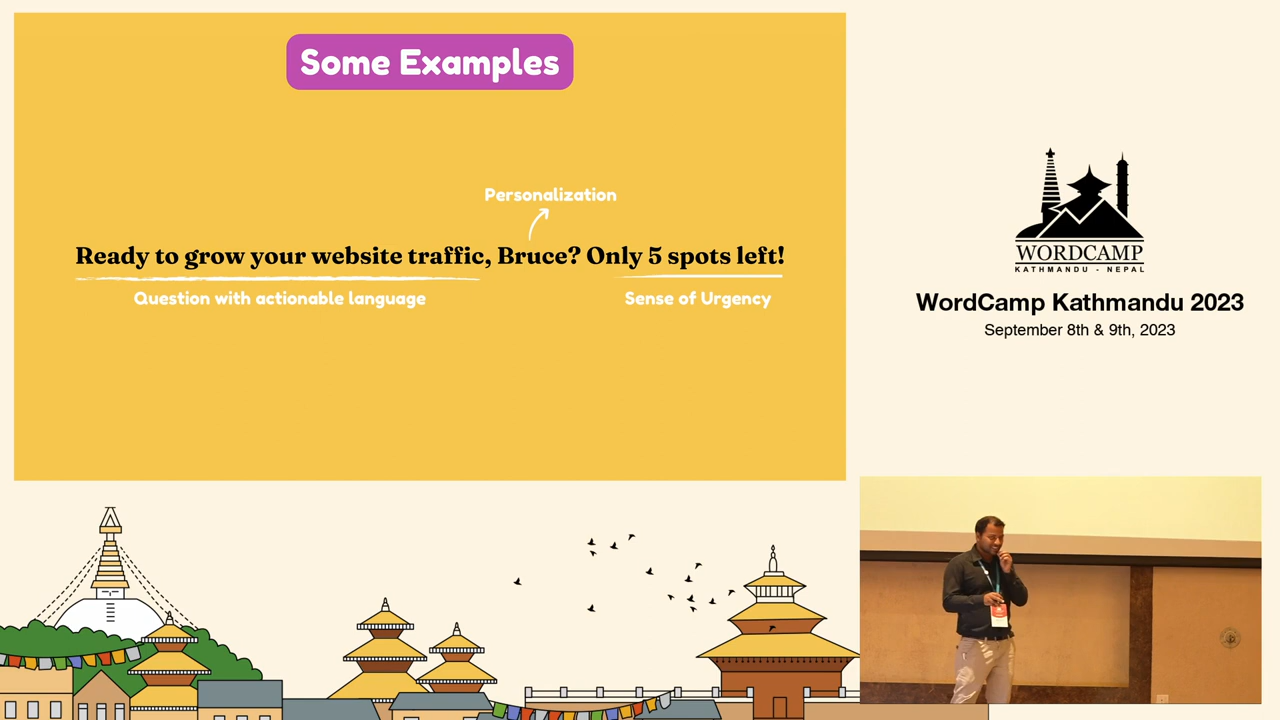 Some Examples
Personalization
Ready to grow your website traffic, Bruce? Only 5 spots left!
Question with actionable language
Sense of Urgency
WORDCAMP
KATHMANDU - NEPAL
WordCamp Kathmandu 2023
September 8th & 9th, 2023